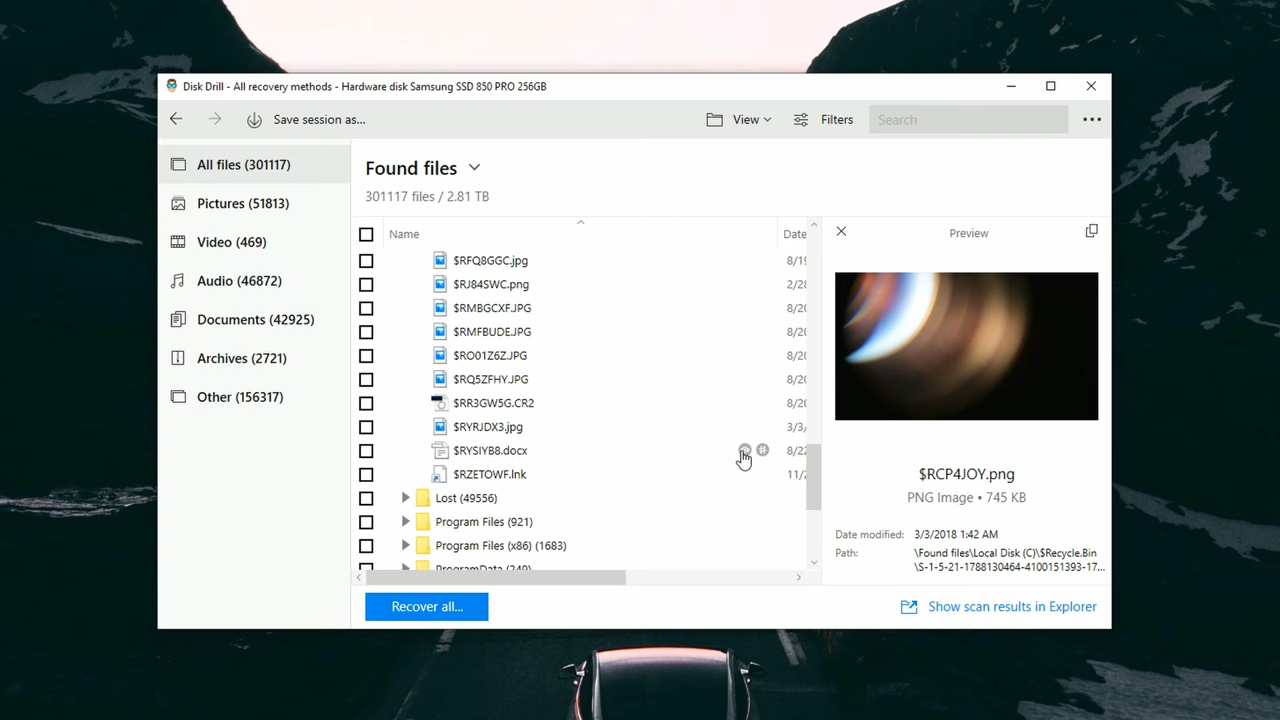 Disk Drill - All recovery methods - Hardware disk Samsung SSD 850 PRO 256GB
Save session as...
View
Filters
Search
All files (301117)
Pictures (51813)
Video (469)
Audio (46872)
Documents (42925)
Archives (2721)
Other (156317)
Found files
301117 files / 2.81 TB
Name
Date
$RFQ8GGC.jpg 8/19
$RJ84SWC.png 2/28
$RMBGCXF.JPG 8/20
$RMFBUDE.JPG 8/20
$RO01Z6Z.JPG 8/20
$RQ5ZFHY.JPG 8/20
$RR3GW5G.CR2 8/20
$RYRJDX3.jpg 3/3/
$RYSIYB8.docx 8/22
$RZETOWF.lnk 11/2
Lost (49556)
Program Files (921)
Program Files (x86) (1683)
ProgramData (249)
Preview
$RCP4JOY.png
PNG Image • 745 KB
Date modified: 3/3/2018 1:42 AM
Path: \Found files\Local Disk (C)\$Recycle.Bin
\S-1-5-21-1788130464-4100151393-17...
Recover all...
Show scan results in Explorer